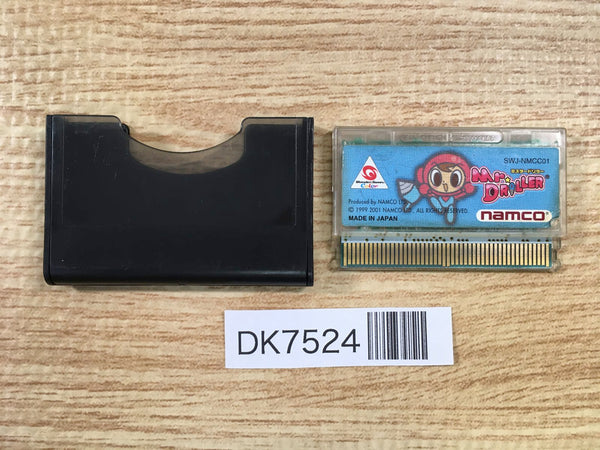 SWJ-NMCC01
Mr.
DRILLER
ミスタードリラー
Produced by NAMCO LTD.
© 1999 2001 NAMCO LTD., ALL RIGHTS RESERVED.
MADE IN JAPAN
namco
DK7524